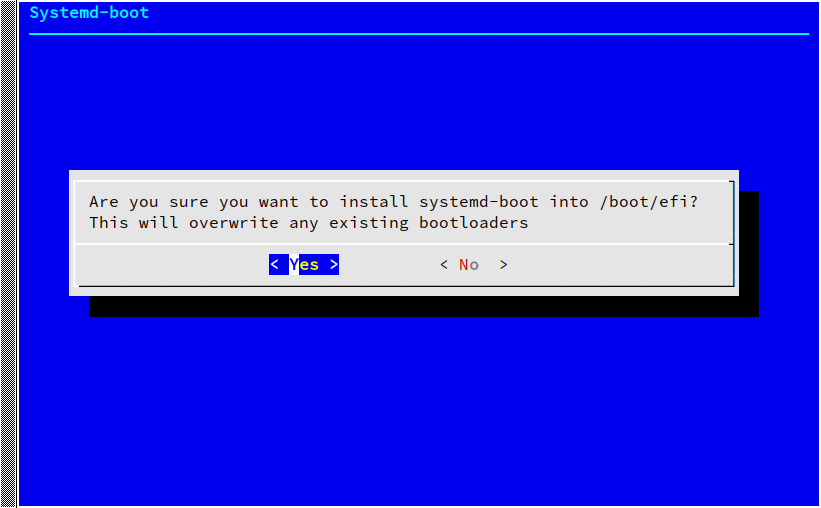 Systemd-boot
Are you sure you want to install systemd-boot into /boot/efi?
This will overwrite any existing bootloaders
< Yes > < No >